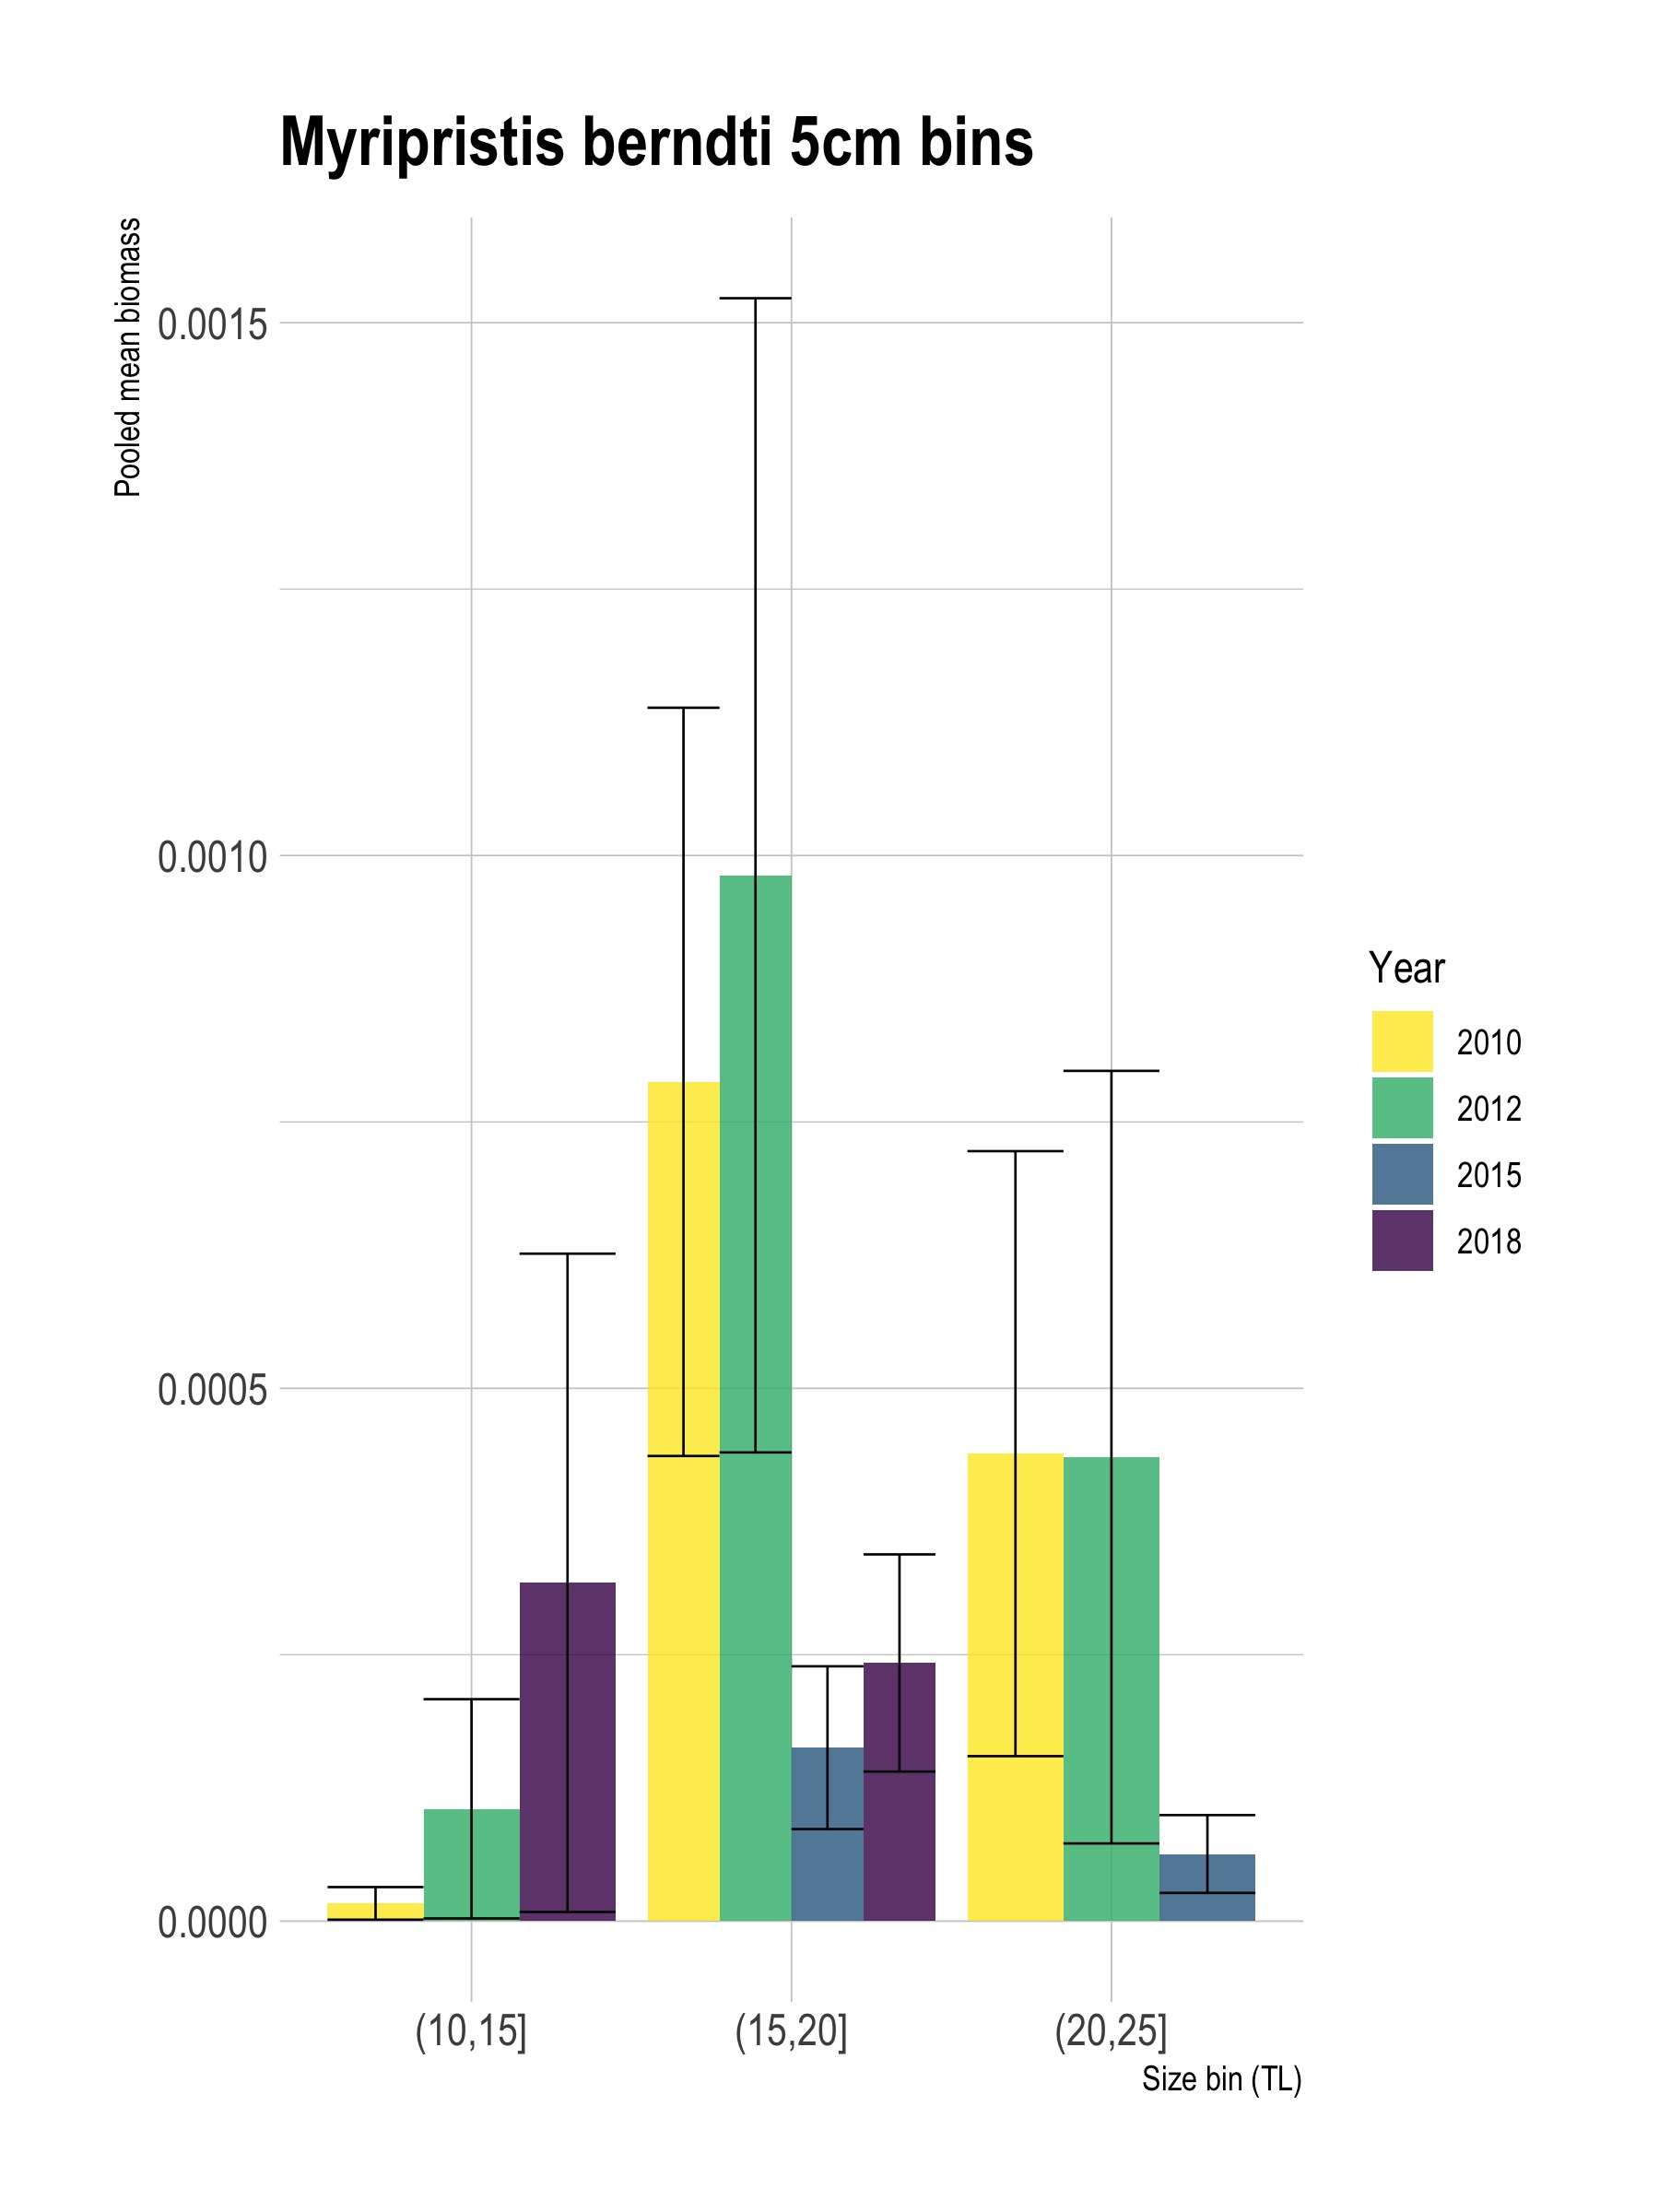 Myripristis berndti 5cm bins
Pooled mean biomass
0.0015
0.0010
0.0005
0.0000
(10,15]
(15,20]
(20,25]
Size bin (TL)
Year
2010
2012
2015
2018